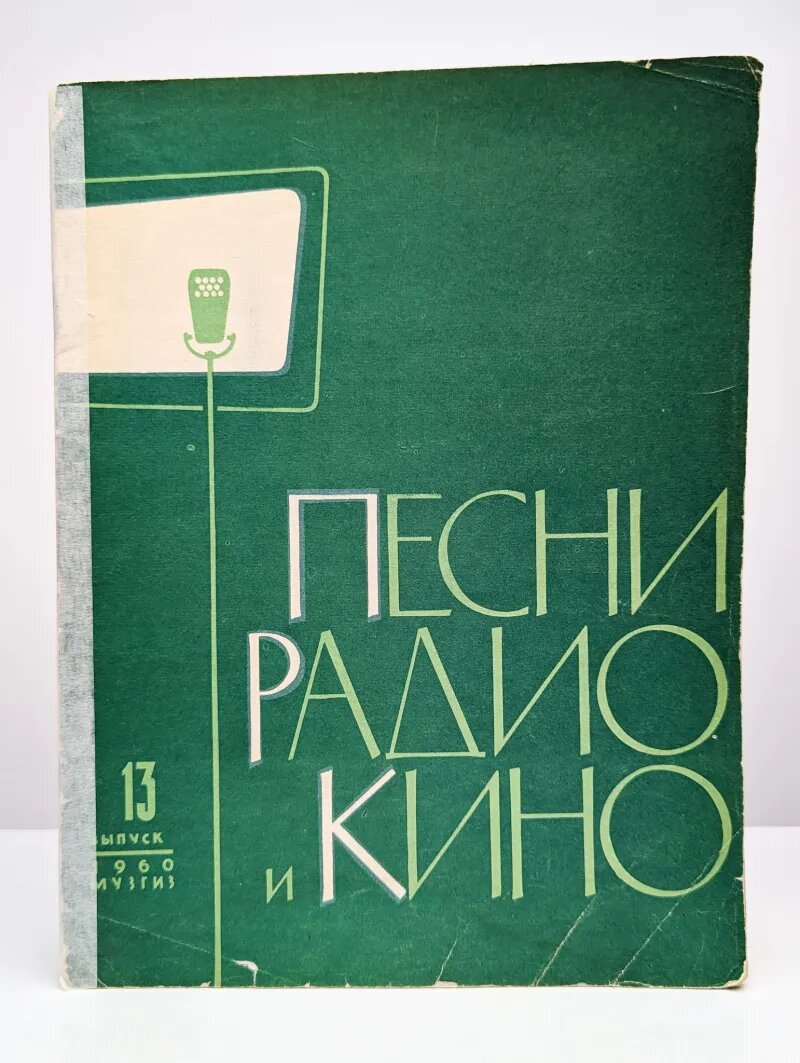 ПЕСНИ
РАДИО
и КИНО
13
ВЫПУСК
1960
МУЗГИЗ